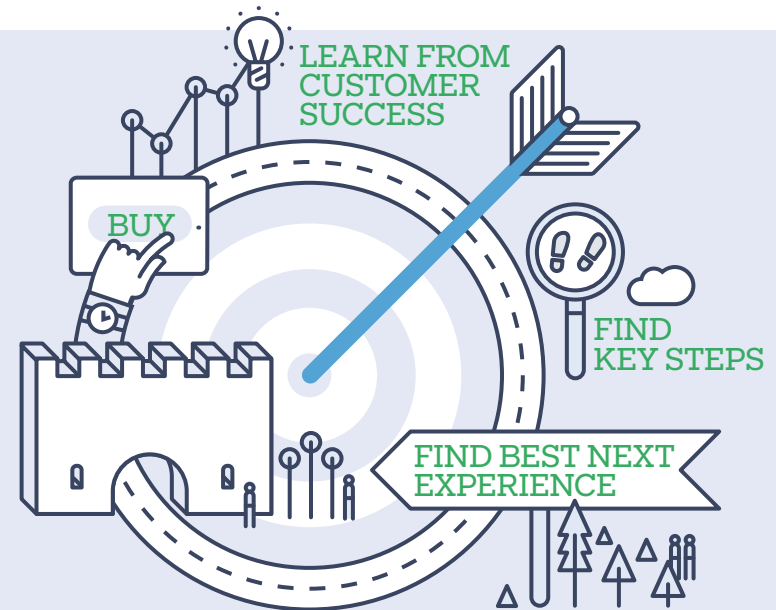 LEARN FROM
CUSTOMER
SUCCESS
BUY
FIND
KEY STEPS
FIND BEST NEXT
EXPERIENCE